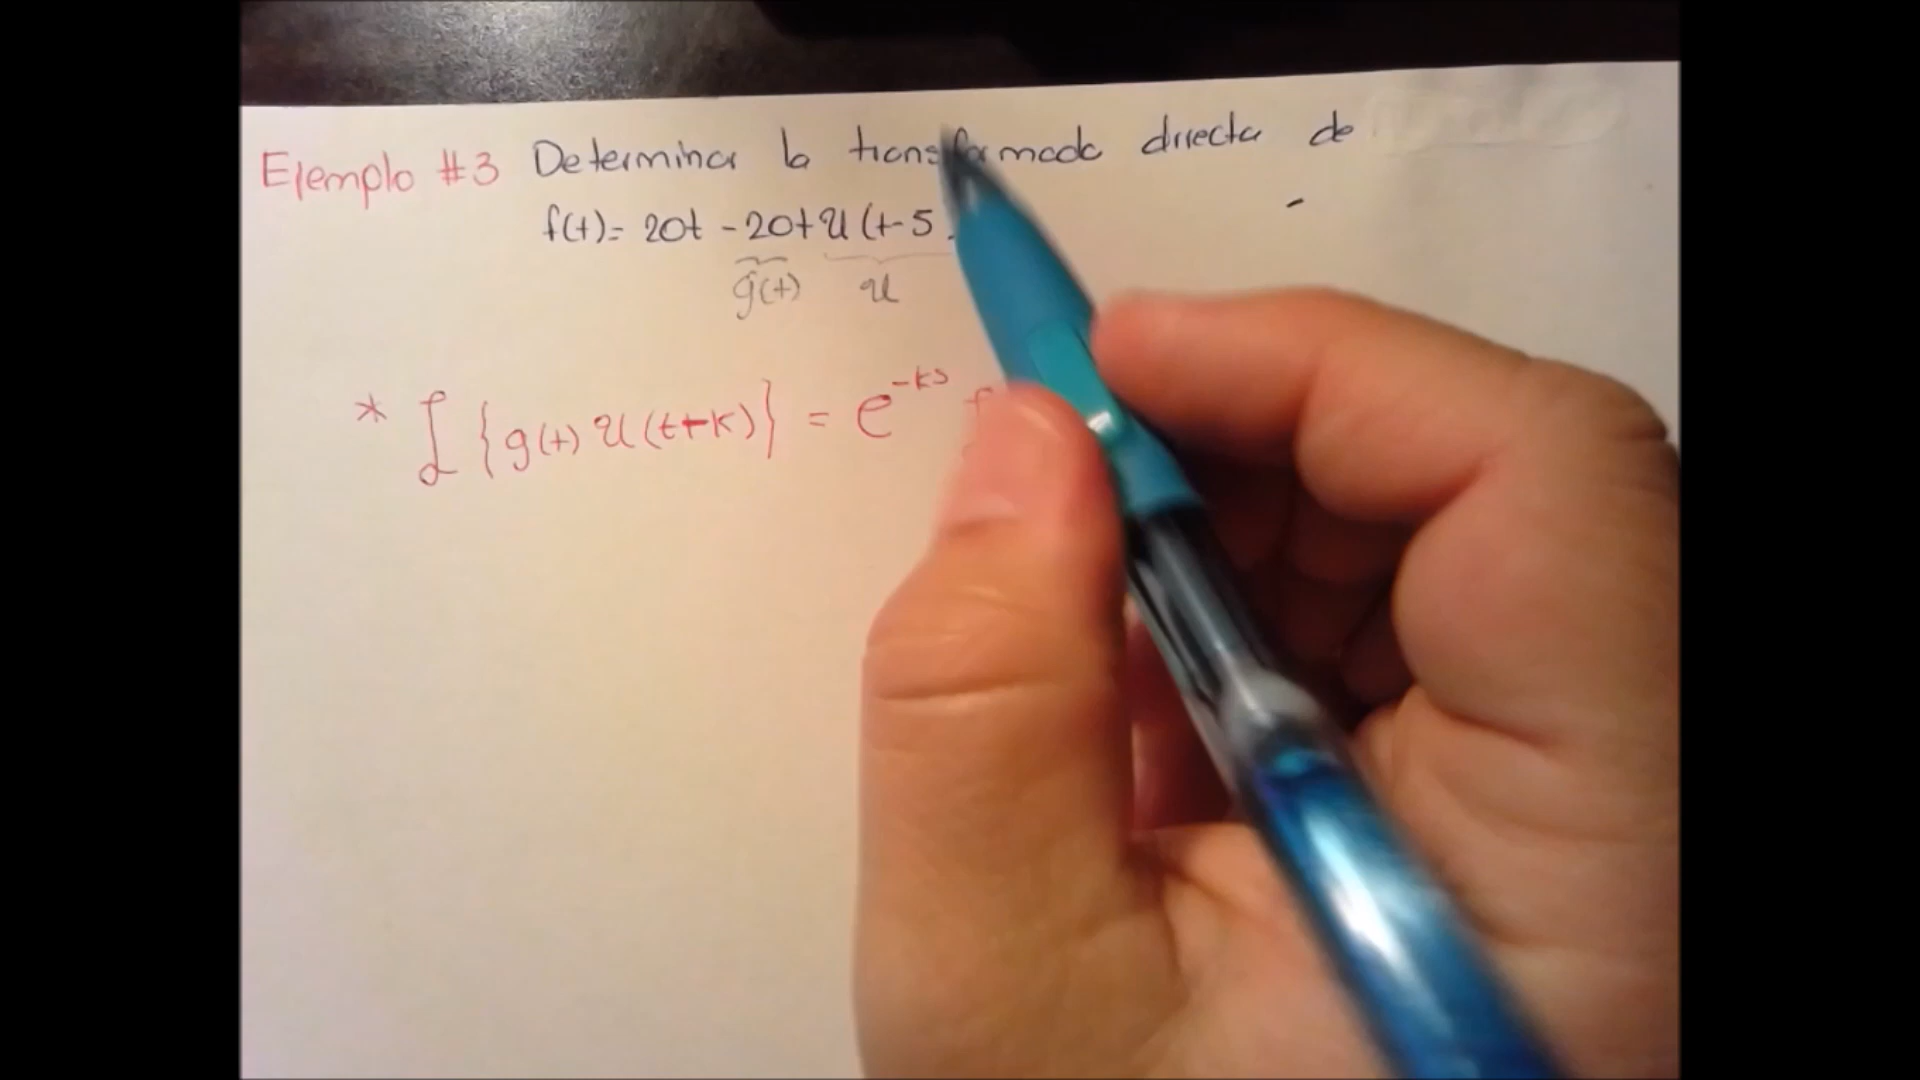 Ejemplo #3 Determinar la transformada directa de
f(t)= 20t - 20t U (t-5
g(t) U
* L {g(t) U (t+k)} = e^-ks